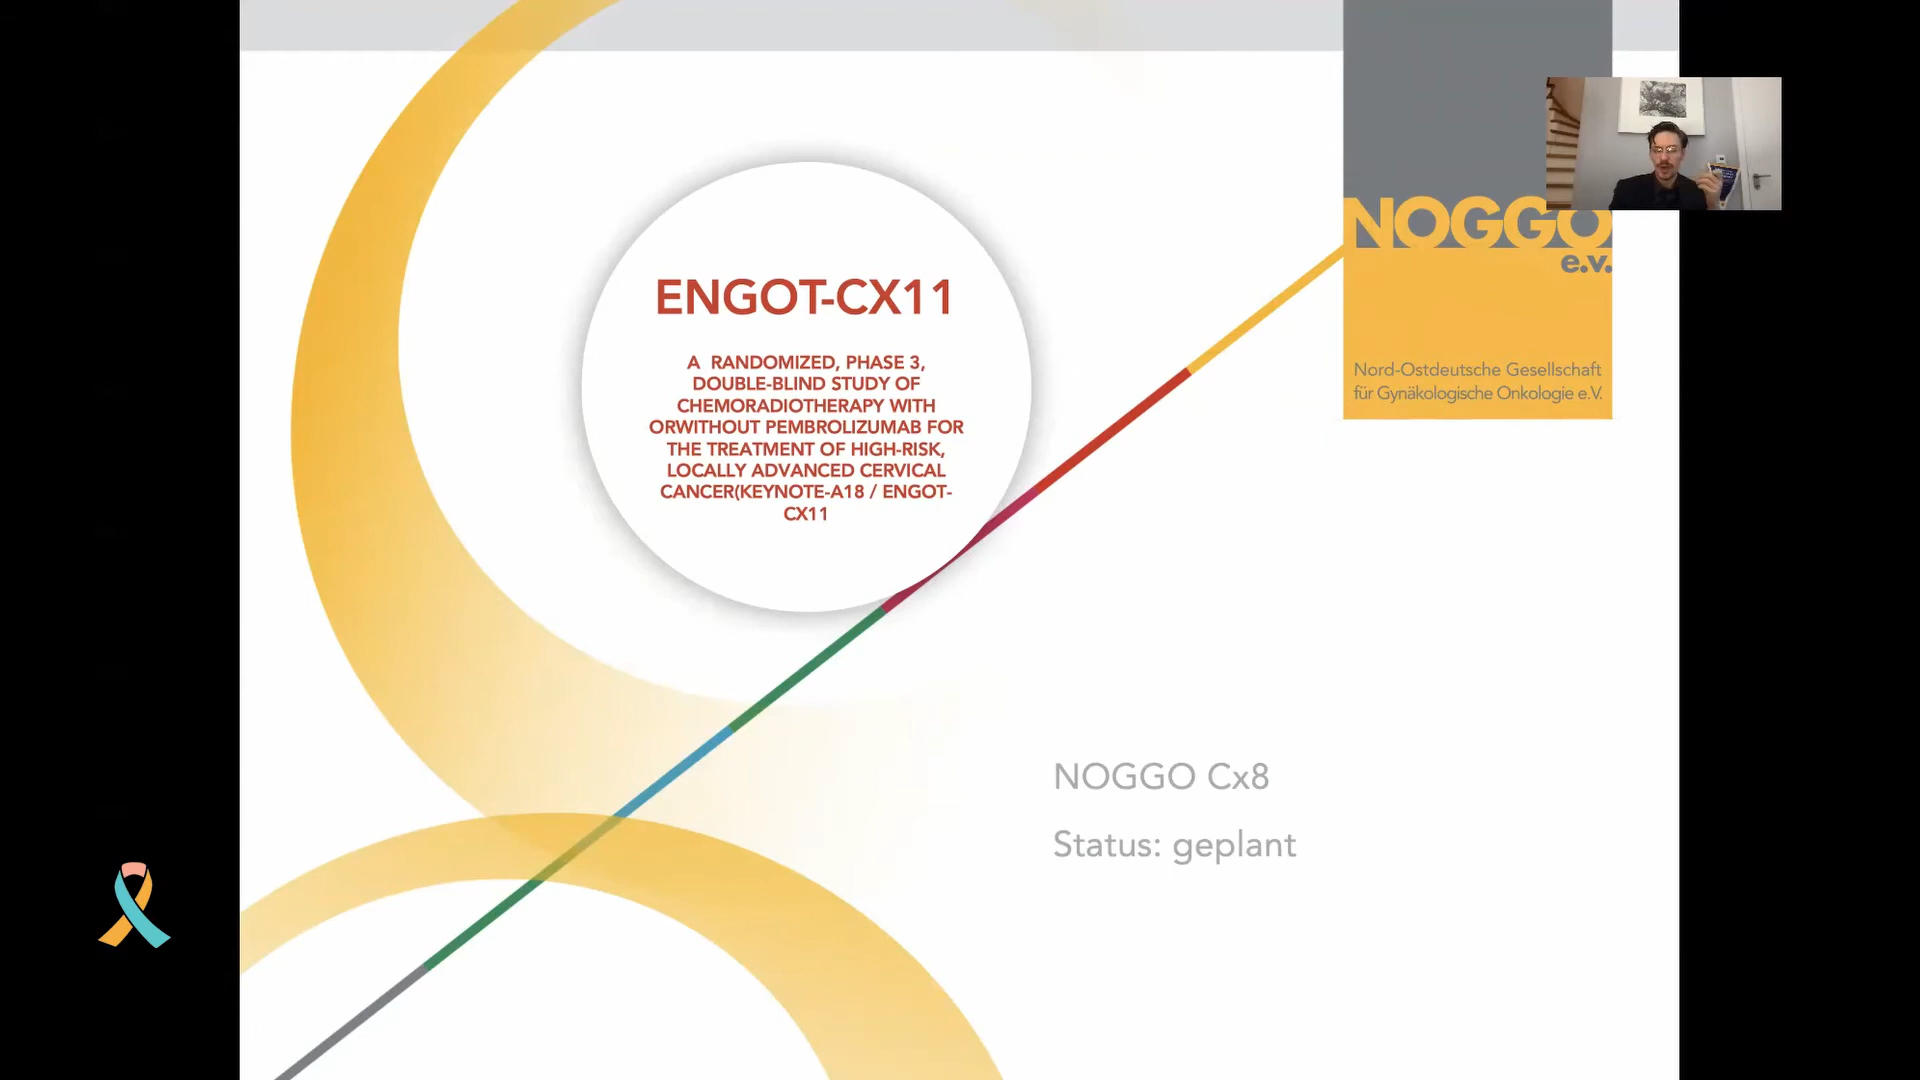 ENGOT-CX11
A RANDOMIZED, PHASE 3,
DOUBLE-BLIND STUDY OF
CHEMORADIOTHERAPY WITH
ORWITHOUT PEMBROLIZUMAB FOR
THE TREATMENT OF HIGH-RISK,
LOCALLY ADVANCED CERVICAL
CANCER(KEYNOTE-A18 / ENGOT-
CX11
NOGGO
e.v.
Nord-Ostdeutsche Gesellschaft
für Gynäkologische Onkologie e.V.
NOGGO Cx8
Status: geplant